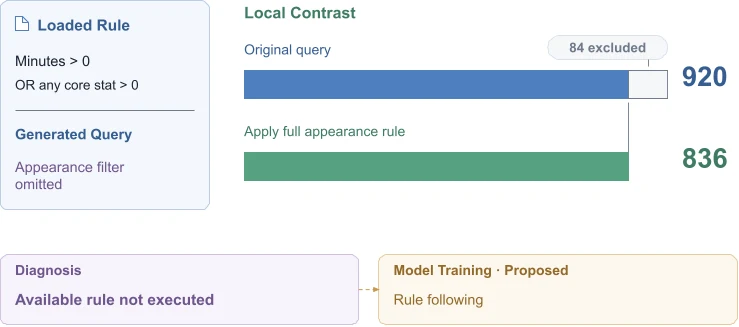 Loaded Rule
Minutes > 0
OR any core stat > 0
Generated Query
Appearance filter
omitted
Local Contrast
Original query
84 excluded
920
Apply full appearance rule
836
Diagnosis
Available rule not executed
Model Training · Proposed
Rule following